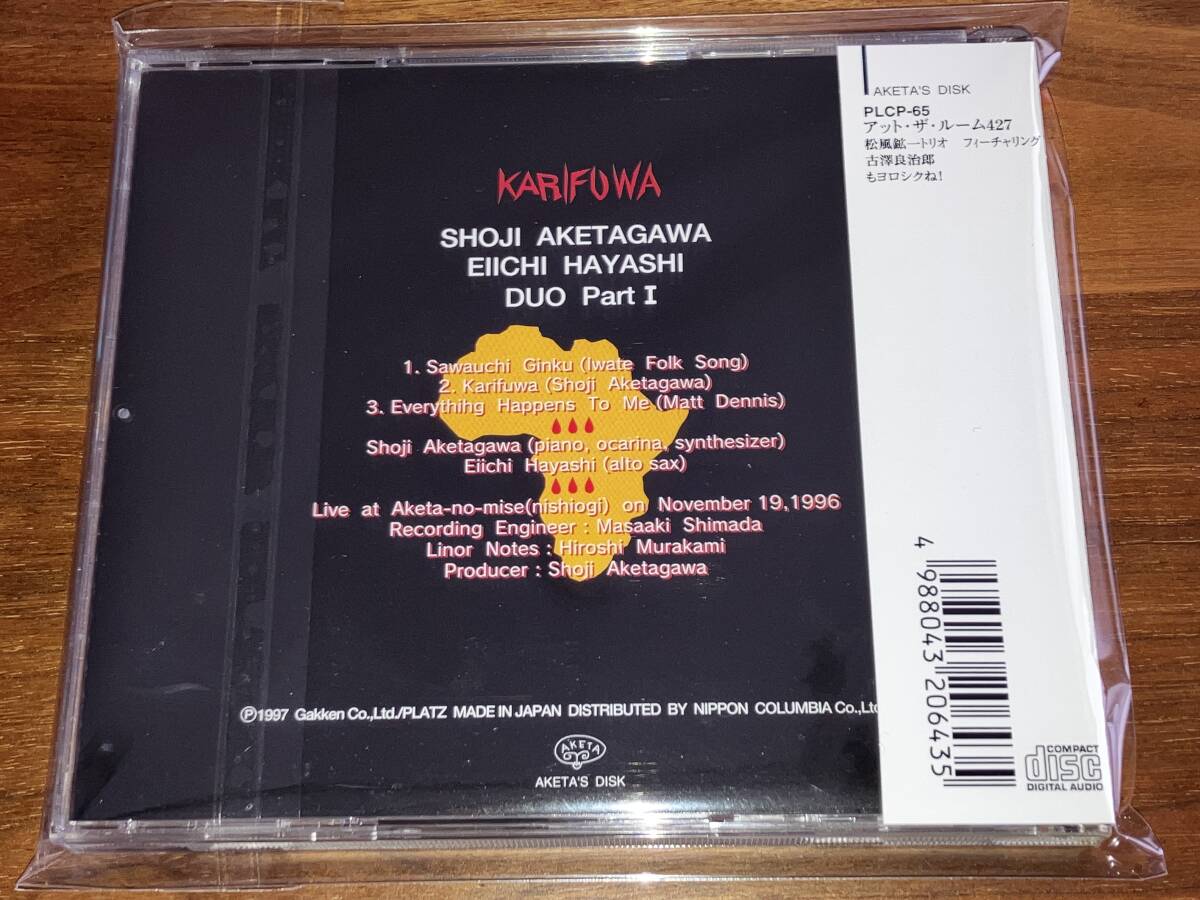 KARIFUWA
SHOJI AKETAGAWA
EIICHI HAYASHI
DUO Part I
1. Sawauchi Ginku (Iwate Folk Song)
2. Karifuwa (Shoji Aketagawa)
3. Everythihg Happens To Me (Matt Dennis)
Shoji Aketagawa (piano, ocarina, synthesizer)
Eiichi Hayashi (alto sax)
Live at Aketa-no-mise(nishiogi) on November 19,1996
Recording Engineer : Masaaki Shimada
Linor Notes : Hiroshi Murakami
Producer : Shoji Aketagawa
℗1997 Gakken Co.,Ltd./PLATZ MADE IN JAPAN DISTRIBUTED BY NIPPON COLUMBIA Co.,Ltd
AKETA
AKETA'S DISK
AKETA'S DISK
PLCP-65
アット・ザ・ルーム427
松風鉱一トリオ フィーチャリング
古澤良治郎
もヨロシクね!
4 988043 206435
COMPACT
disc
DIGITAL AUDIO